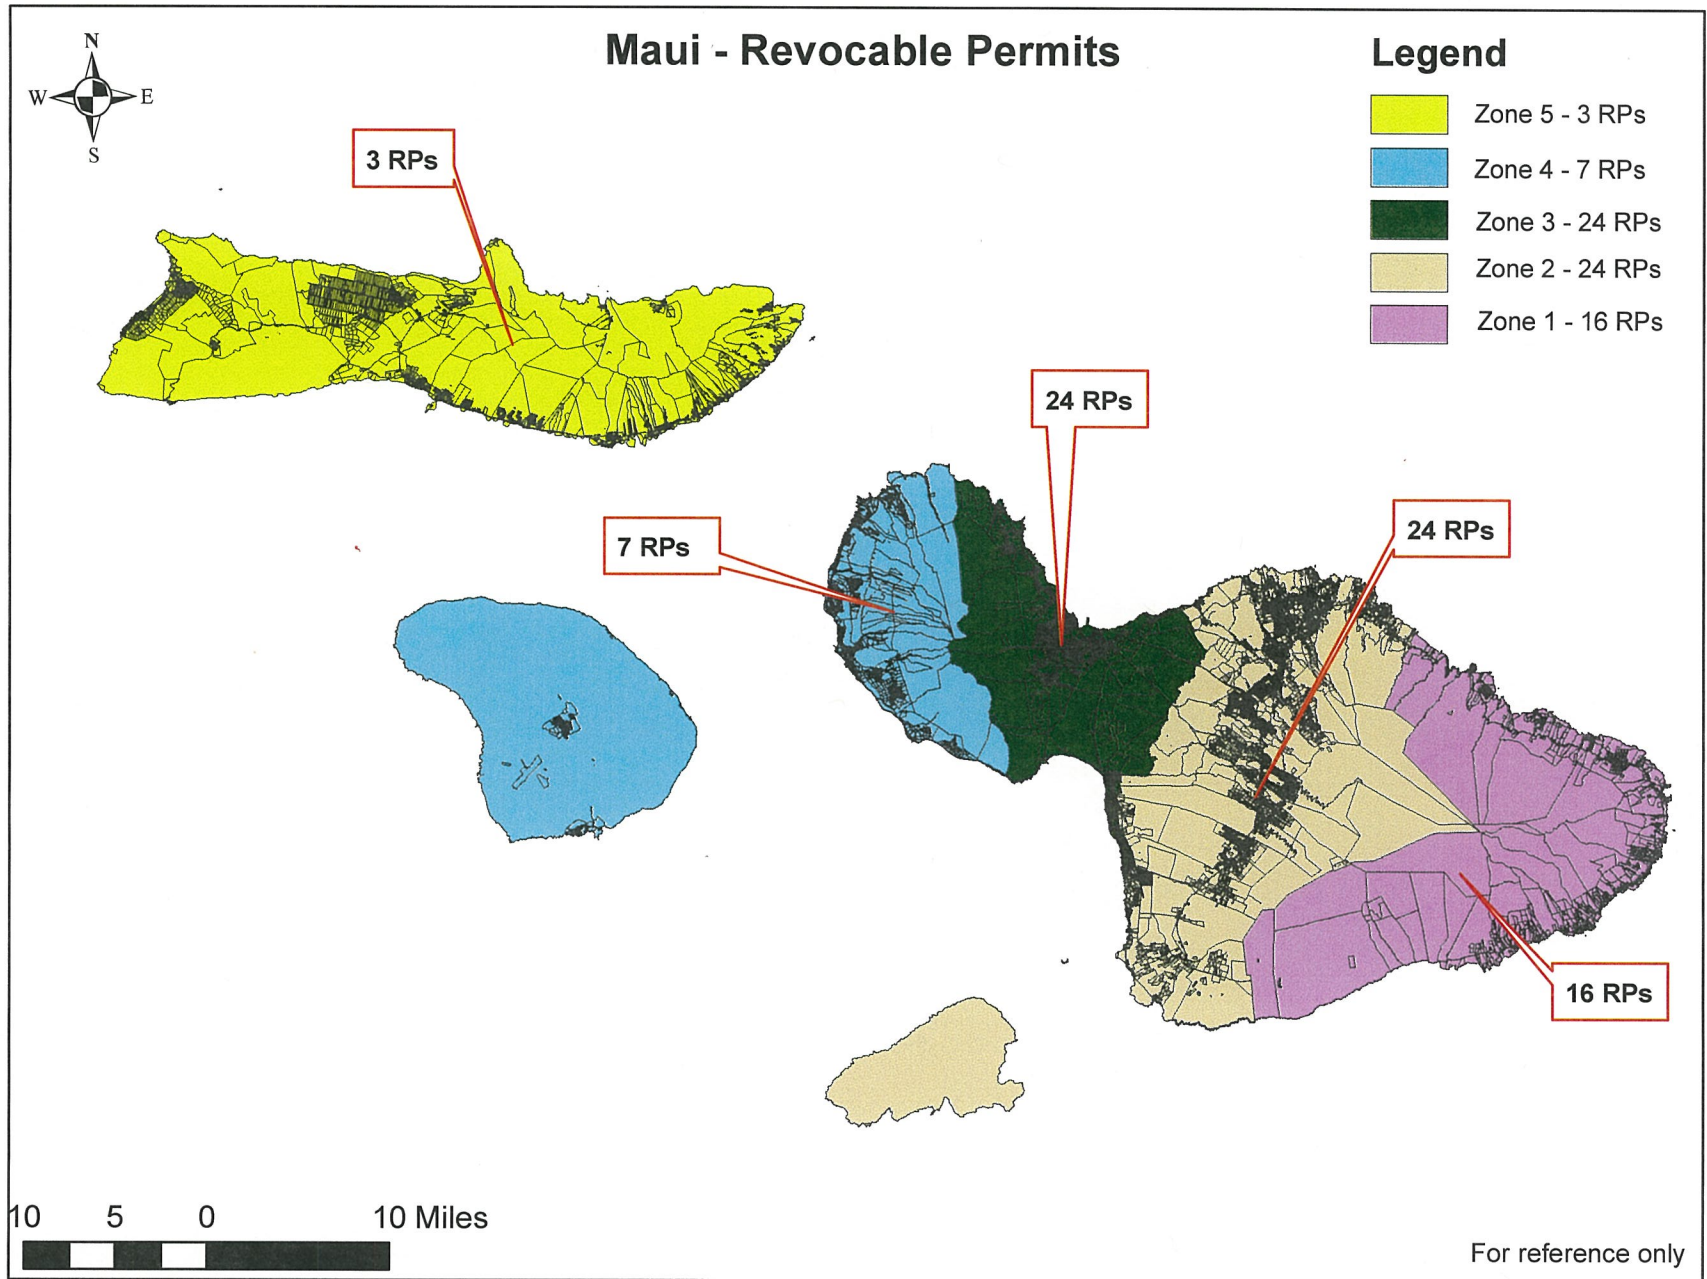 Maui - Revocable Permits
N
W E
S
Legend
Zone 5 - 3 RPs
Zone 4 - 7 RPs
Zone 3 - 24 RPs
Zone 2 - 24 RPs
Zone 1 - 16 RPs
3 RPs
24 RPs
7 RPs
24 RPs
16 RPs
10 5 0 10 Miles
For reference only